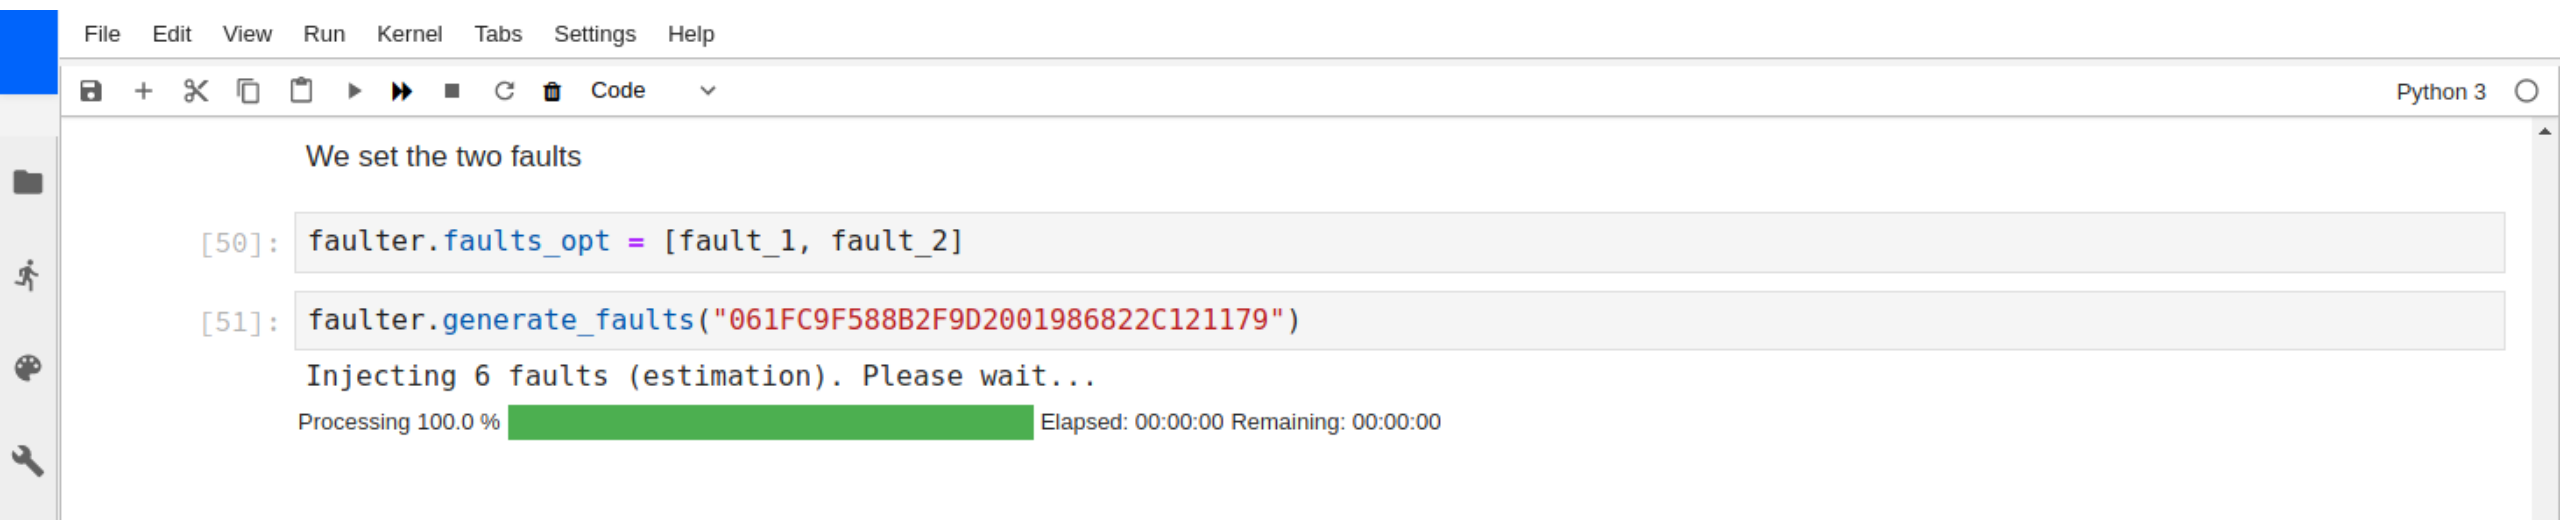 File Edit View Run Kernel Tabs Settings Help
Code Python 3
We set the two faults
[50]: faulter.faults_opt = [fault_1, fault_2]
[51]: faulter.generate_faults("061FC9F588B2F9D2001986822C121179")
Injecting 6 faults (estimation). Please wait...
Processing 100.0 % Elapsed: 00:00:00 Remaining: 00:00:00